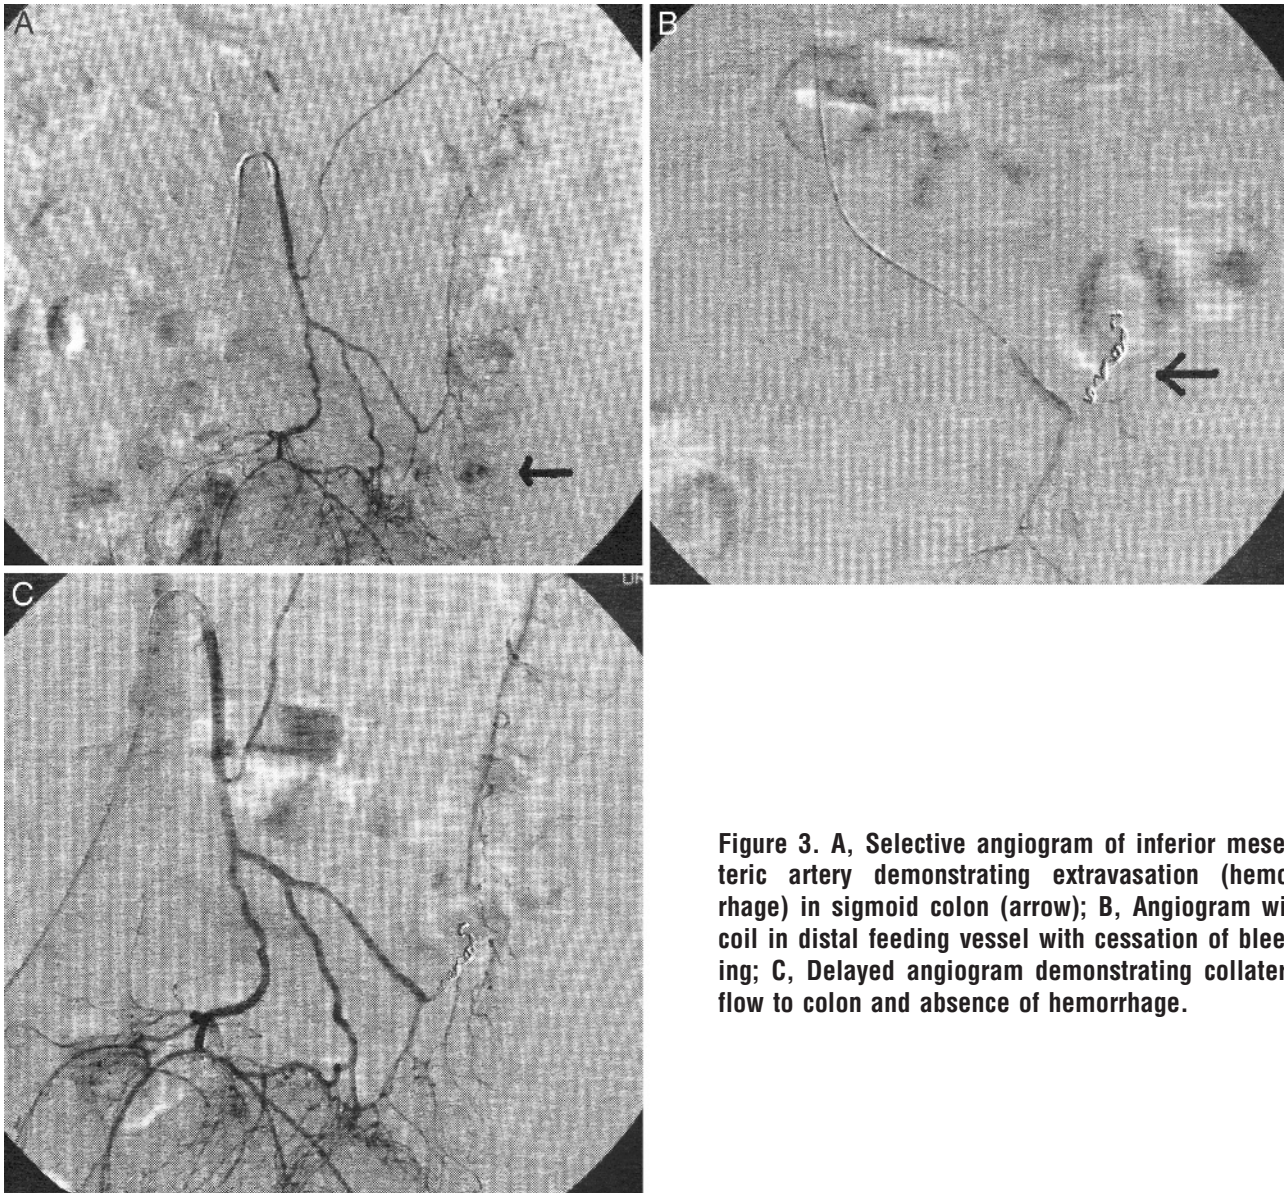 A
B
C
UR
Figure 3. A, Selective angiogram of inferior mese
teric artery demonstrating extravasation (hemo
rhage) in sigmoid colon (arrow); B, Angiogram wi
coil in distal feeding vessel with cessation of blee
ing; C, Delayed angiogram demonstrating collater
flow to colon and absence of hemorrhage.